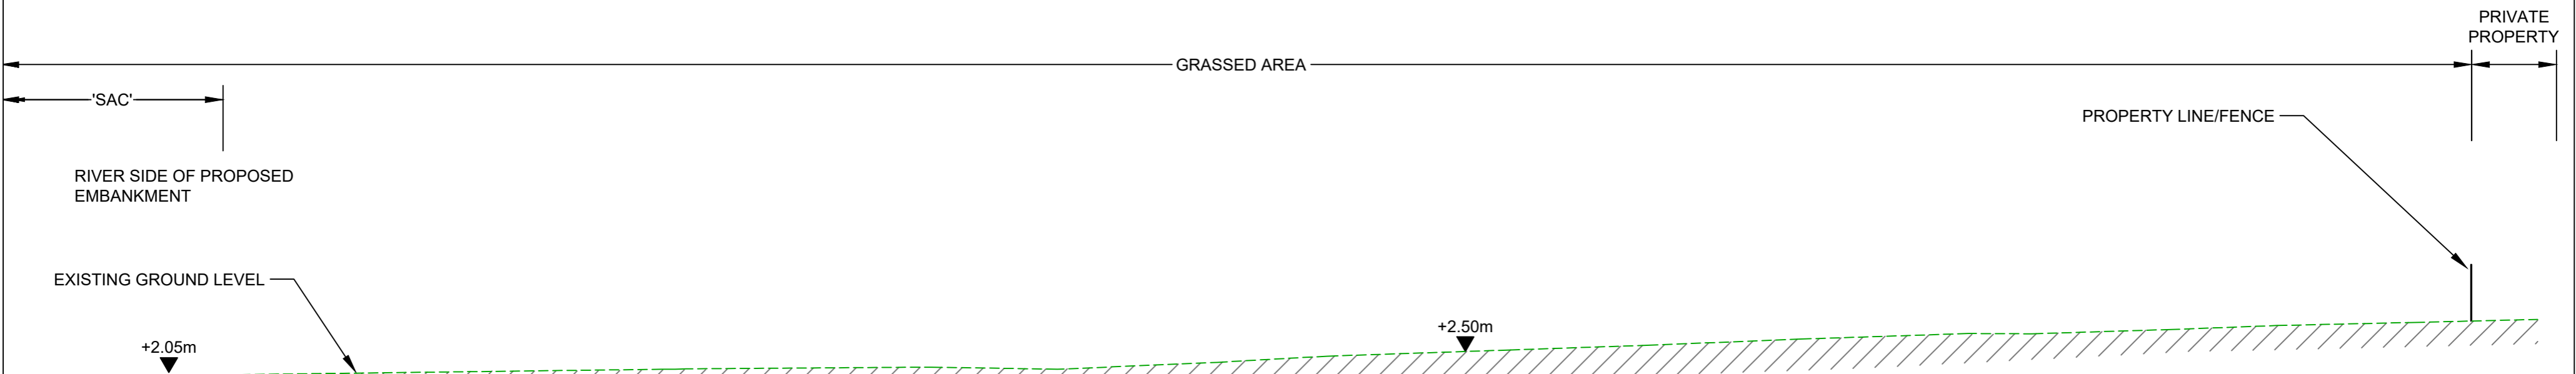 PRIVATE
PROPERTY
GRASSED AREA
'SAC'
PROPERTY LINE/FENCE
RIVER SIDE OF PROPOSED
EMBANKMENT
EXISTING GROUND LEVEL
+2.50m
+2.05m